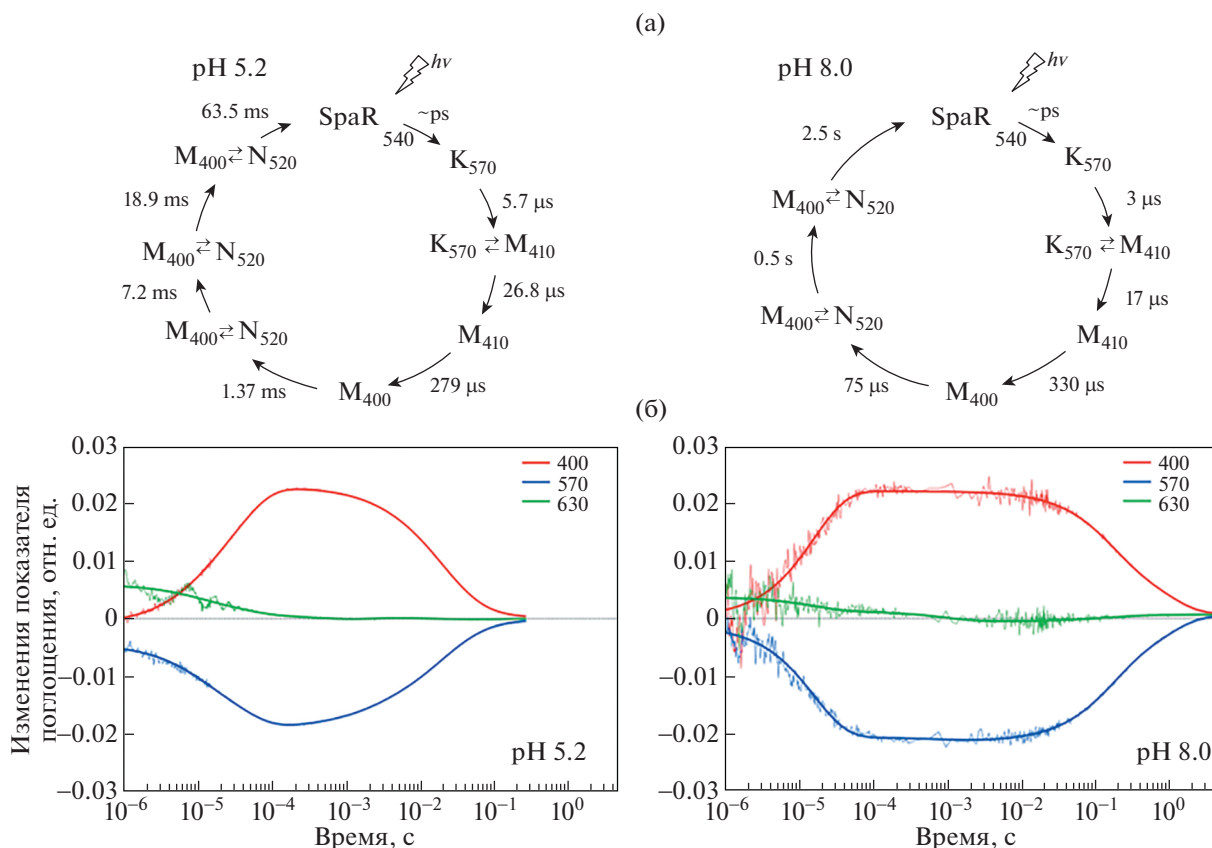 (а)
pH 5.2
hν
63.5 ms
SpaR540
~ps
M400 ⇄ N520
K570
18.9 ms
5.7 μs
M400 ⇄ N520
K570 ⇄ M410
7.2 ms
26.8 μs
M400 ⇄ N520
M410
1.37 ms
M400
279 μs
pH 8.0
hν
2.5 s
SpaR540
~ps
K570
3 μs
M400 ⇄ N520
K570 ⇄ M410
0.5 s
17 μs
M400 ⇄ N520
M410
75 μs
M400
330 μs
(б)
Изменения показателя
поглощения, отн. ед.
0.03
0.02
0.01
0
–0.01
–0.02
–0.03
400
570
630
pH 5.2
10–6
10–5
10–4
10–3
10–2
10–1
100
Время, с
0.03
0.02
0.01
0
–0.01
–0.02
–0.03
400
570
630
pH 8.0
10–6
10–5
10–4
10–3
10–2
10–1
100
Время, с